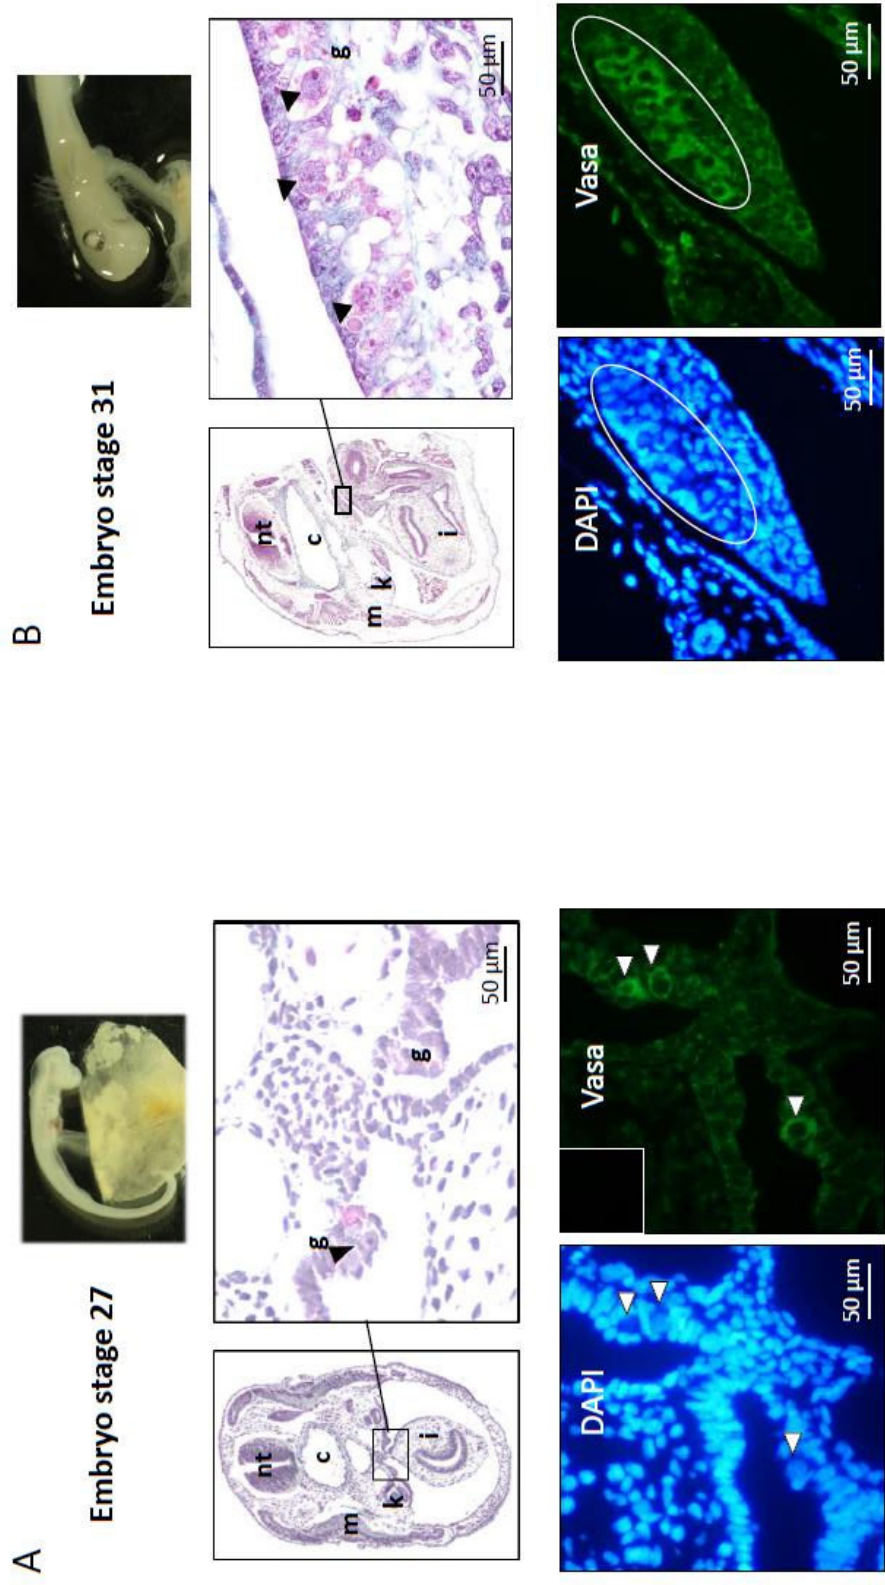 A
Embryo stage 27
nt
c
m
k
i
g
g
50 µm
DAPI
50 µm
Vasa
50 µm
B
Embryo stage 31
nt
c
m
k
i
g
50 µm
DAPI
50 µm
Vasa
50 µm